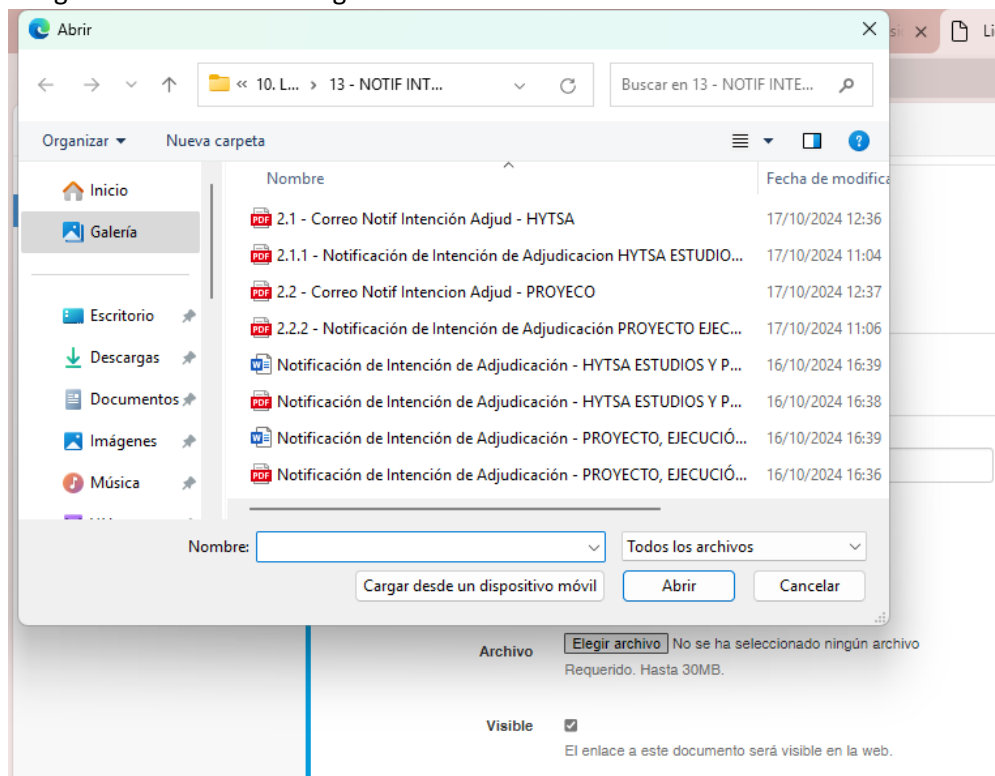 Abrir
« 10. L... › 13 - NOTIF INT...
Buscar en 13 - NOTIF INTE...
Organizar
Nueva carpeta
Nombre
Fecha de modifica
Inicio
Galería
Escritorio
Descargas
Documentos
Imágenes
Música
2.1 - Correo Notif Intención Adjud - HYTSA 17/10/2024 12:36
2.1.1 - Notificación de Intención de Adjudicacion HYTSA ESTUDIO... 17/10/2024 11:04
2.2 - Correo Notif Intencion Adjud - PROYECO 17/10/2024 12:37
2.2.2 - Notificación de Intención de Adjudicación PROYECTO EJEC... 17/10/2024 11:06
Notificación de Intención de Adjudicación - HYTSA ESTUDIOS Y P... 16/10/2024 16:39
Notificación de Intención de Adjudicación - HYTSA ESTUDIOS Y P... 16/10/2024 16:38
Notificación de Intención de Adjudicación - PROYECTO, EJECUCIÓ... 16/10/2024 16:39
Notificación de Intención de Adjudicación - PROYECTO, EJECUCIÓ... 16/10/2024 16:36
Nombre:
Todos los archivos
Cargar desde un dispositivo móvil
Abrir
Cancelar
Archivo
Elegir archivo No se ha seleccionado ningún archivo
Requerido. Hasta 30MB.
Visible
El enlace a este documento será visible en la web.